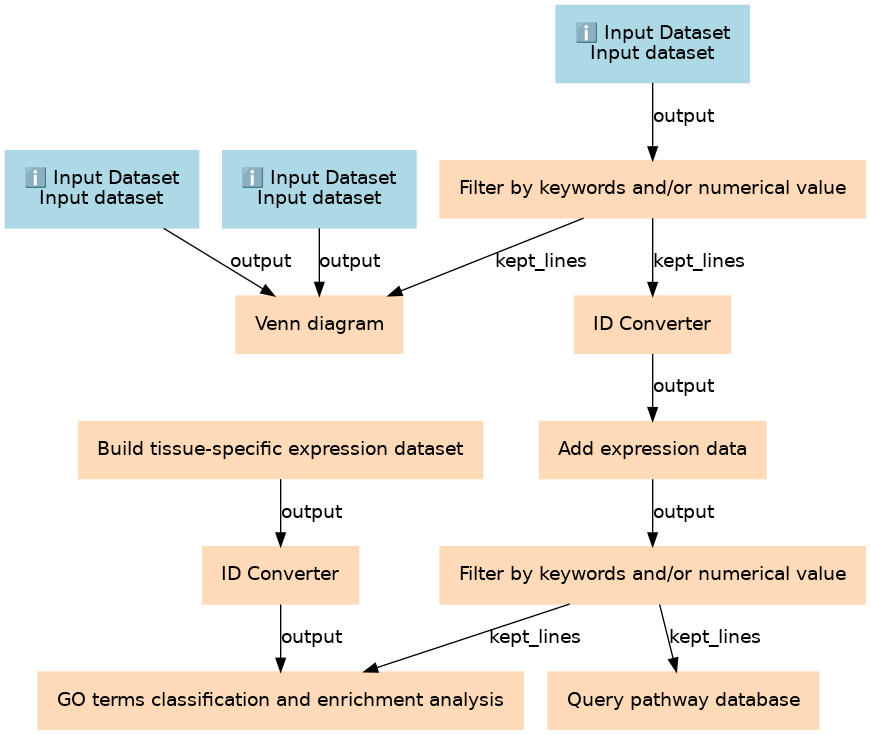 ℹ️ Input Dataset
Input dataset
output
ℹ️ Input Dataset
Input dataset
ℹ️ Input Dataset
Input dataset
Filter by keywords and/or numerical value
output
output
kept_lines
kept_lines
Venn diagram
ID Converter
output
Build tissue-specific expression dataset
Add expression data
output
output
ID Converter
Filter by keywords and/or numerical value
output
kept_lines
kept_lines
GO terms classification and enrichment analysis
Query pathway database